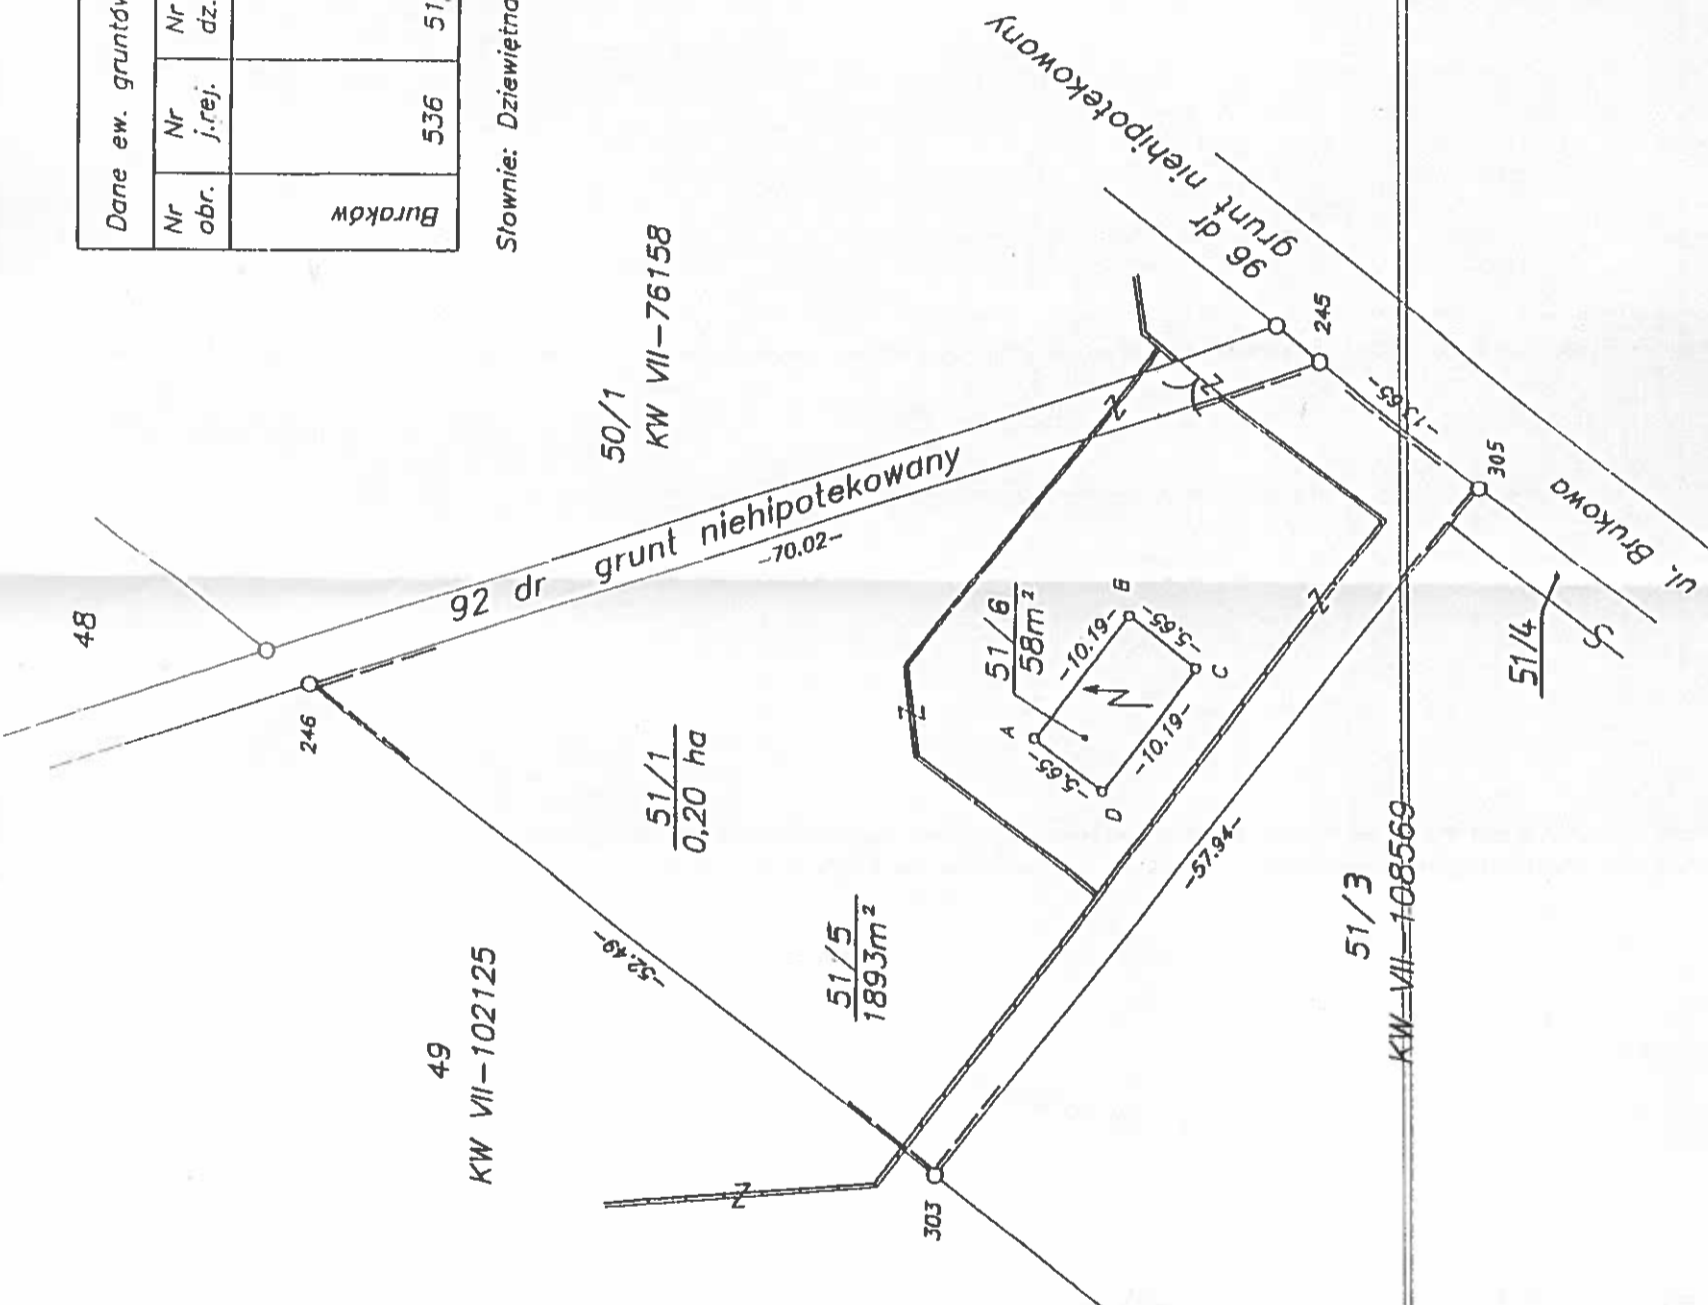 Dane ew. gruntów
Nr obr.
Nr j.rej.
Nr dz.
Buraków
536
51
Słownie:
48
50/1
KW VII-76158
92 dr grunt niehipotekowany
-70.02-
96 dr
grunt niehipotekowany
245
246
-13.65-
305
ul. Brukowa
51/4
S
51/1
0,20 ha
51/6
58m²
A
B
C
D
-10.19-
-5.65-
-10.19-
-5.65-
Z
Z
Z
Z
Z
51/5
1893m²
-52.49-
-57.94-
49
KW VII-102125
51/3
KW VII-108569
303